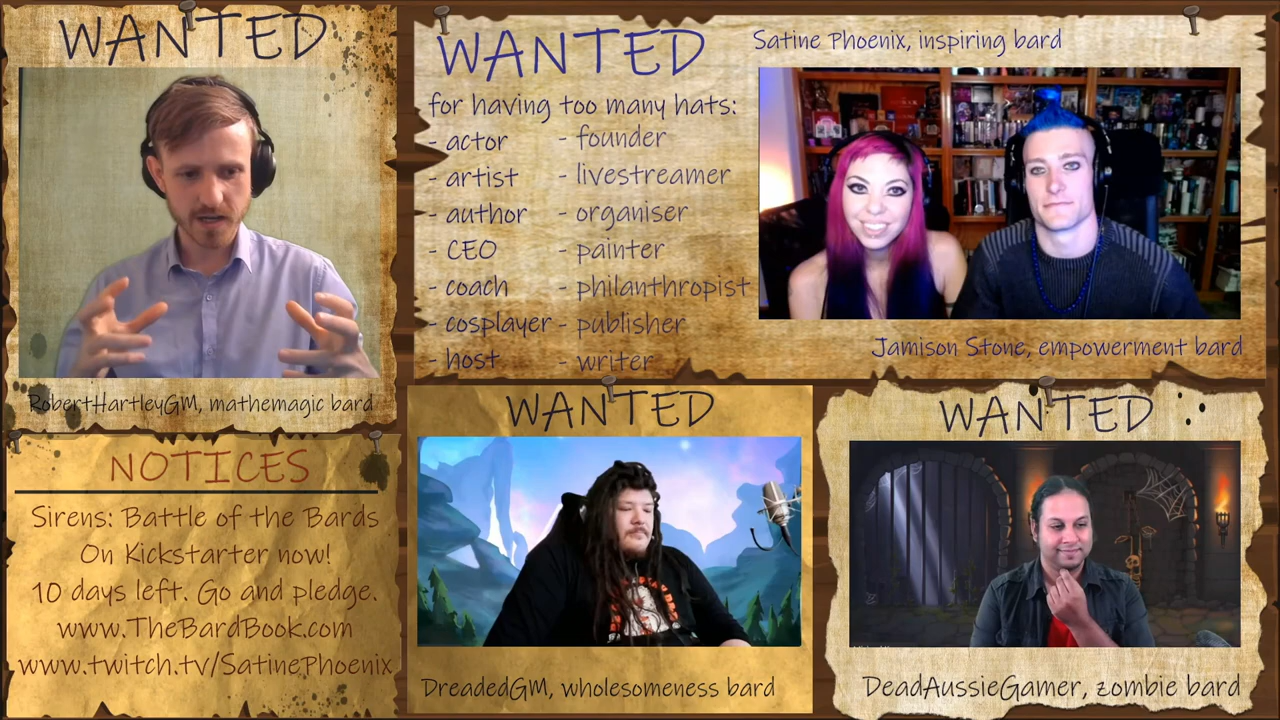 WANTED
RobertHartleyGM, mathemagic bard
NOTICES
Sirens: Battle of the Bards
On Kickstarter now!
10 days left. Go and pledge.
www.TheBardBook.com
www.twitch.tv/SatinePhoenix
WANTED
for having too many hats:
- actor
- artist
- author
- CEO
- coach
- cosplayer
- host
- founder
- livestreamer
- organiser
- painter
- philanthropist
- publisher
- writer
Satine Phoenix, inspiring bard
Jamison Stone, empowerment bard
WANTED
DreadedGM, wholesomeness bard
WANTED
DeadAussieGamer, zombie bard